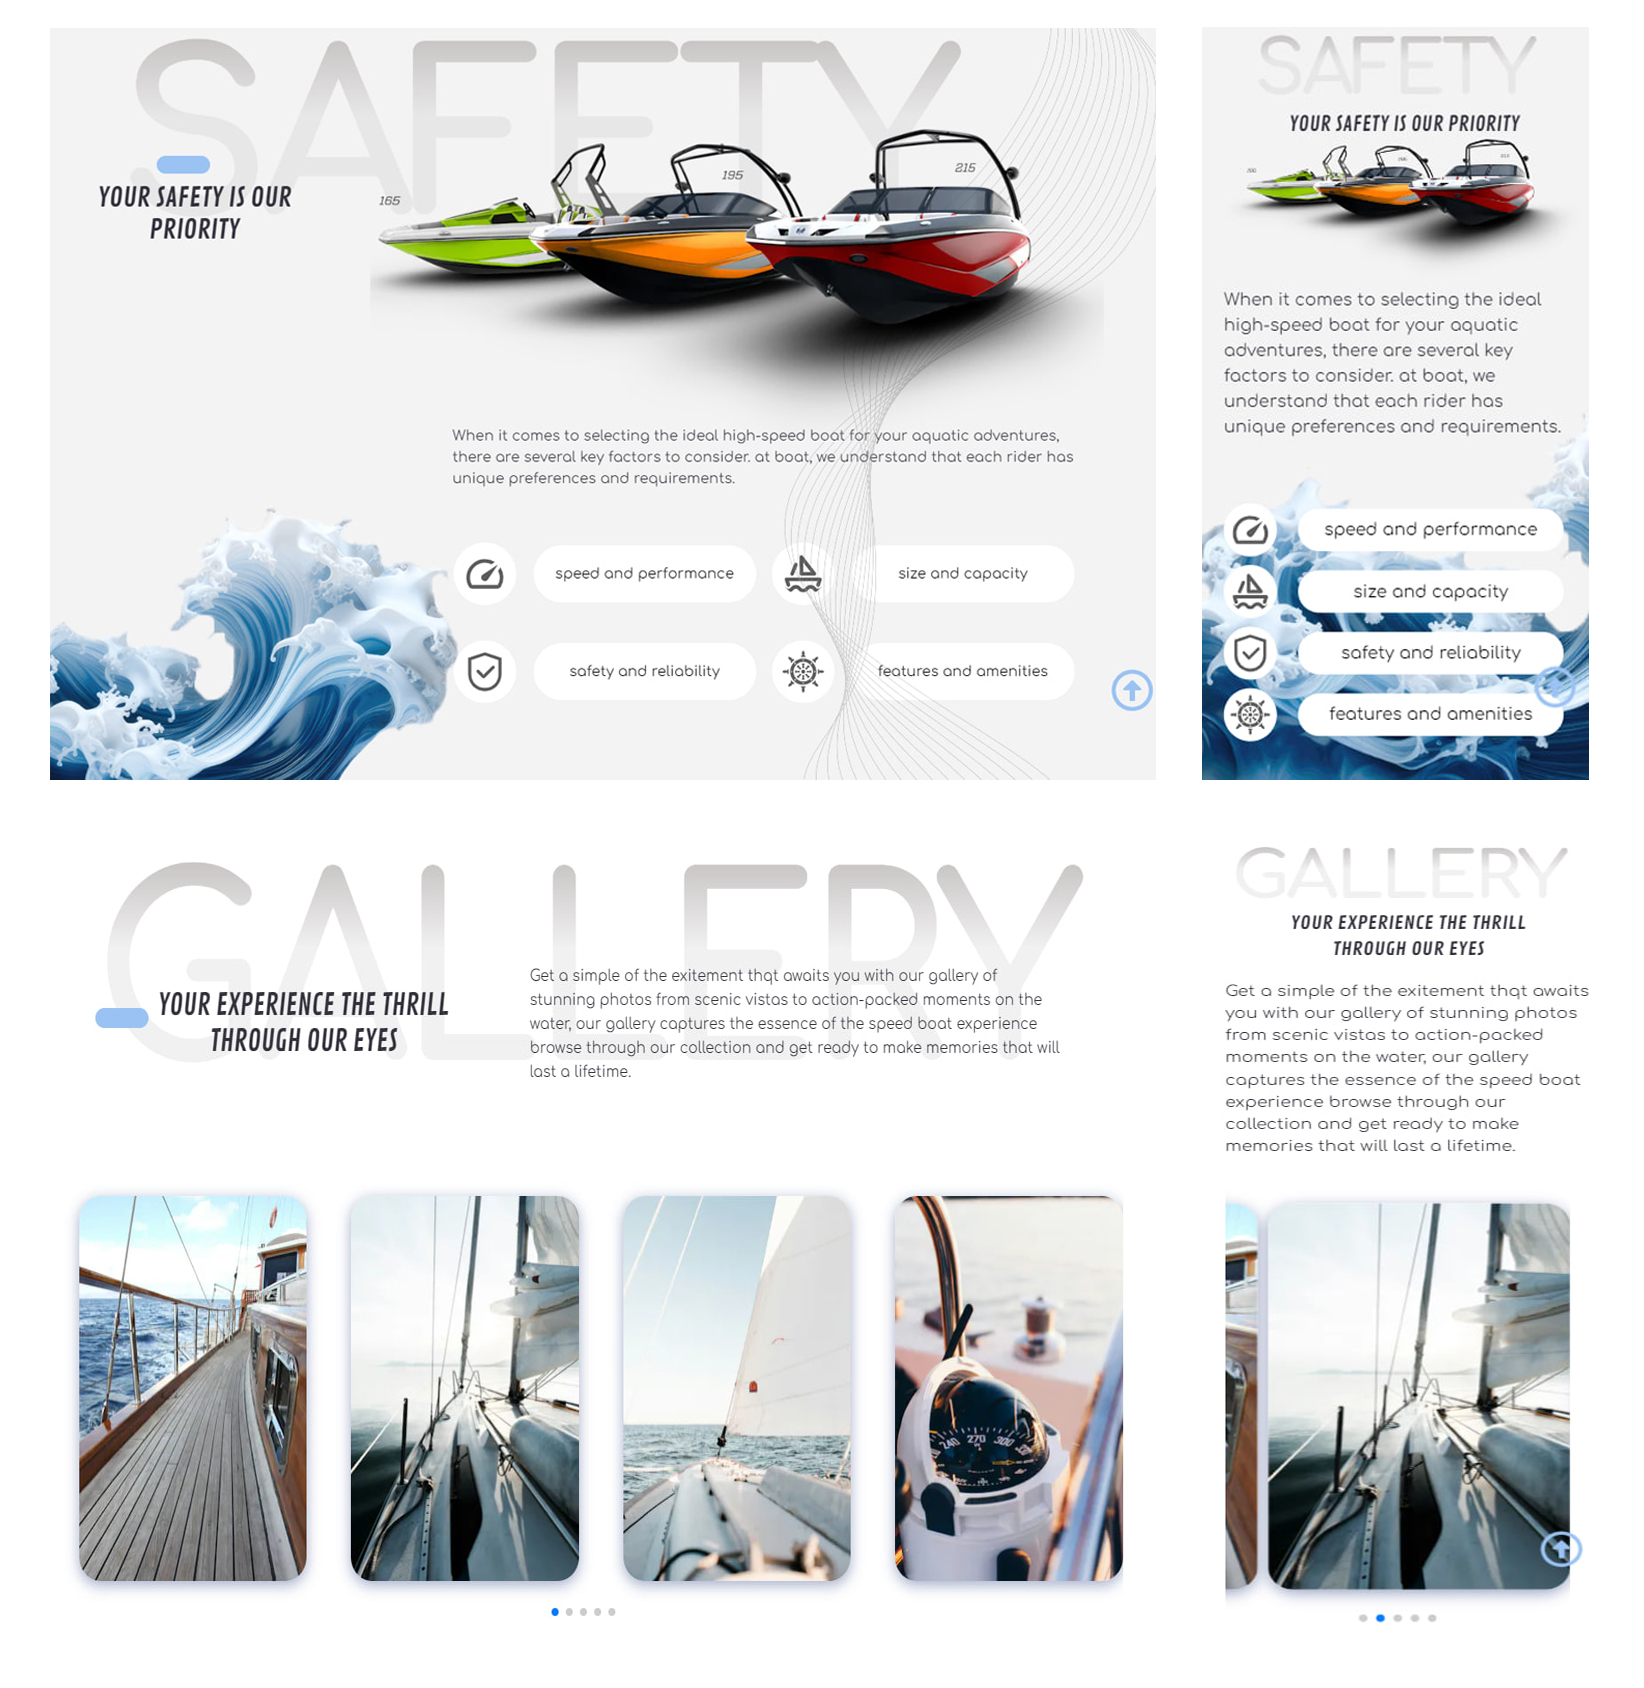 SAFETY
YOUR SAFETY IS OUR
PRIORITY
165
195
215
When it comes to selecting the ideal high-speed boat for your aquatic adventures,
there are several key factors to consider. at boat, we understand that each rider has
unique preferences and requirements.
speed and performance
size and capacity
safety and reliability
features and amenities
SAFETY
YOUR SAFETY IS OUR PRIORITY
When it comes to selecting the ideal
high-speed boat for your aquatic
adventures, there are several key
factors to consider. at boat, we
understand that each rider has
unique preferences and requirements.
speed and performance
size and capacity
safety and reliability
features and amenities
GALLERY
YOUR EXPERIENCE THE THRILL
THROUGH OUR EYES
Get a simple of the exitement thqt awaits you with our gallery of
stunning photos from scenic vistas to action-packed moments on the
water, our gallery captures the essence of the speed boat experience
browse through our collection and get ready to make memories that will
last a lifetime.
240 270 300
GALLERY
YOUR EXPERIENCE THE THRILL
THROUGH OUR EYES
Get a simple of the exitement thqt awaits
you with our gallery of stunning photos
from scenic vistas to action-packed
moments on the water, our gallery
captures the essence of the speed boat
experience browse through our
collection and get ready to make
memories that will last a lifetime.